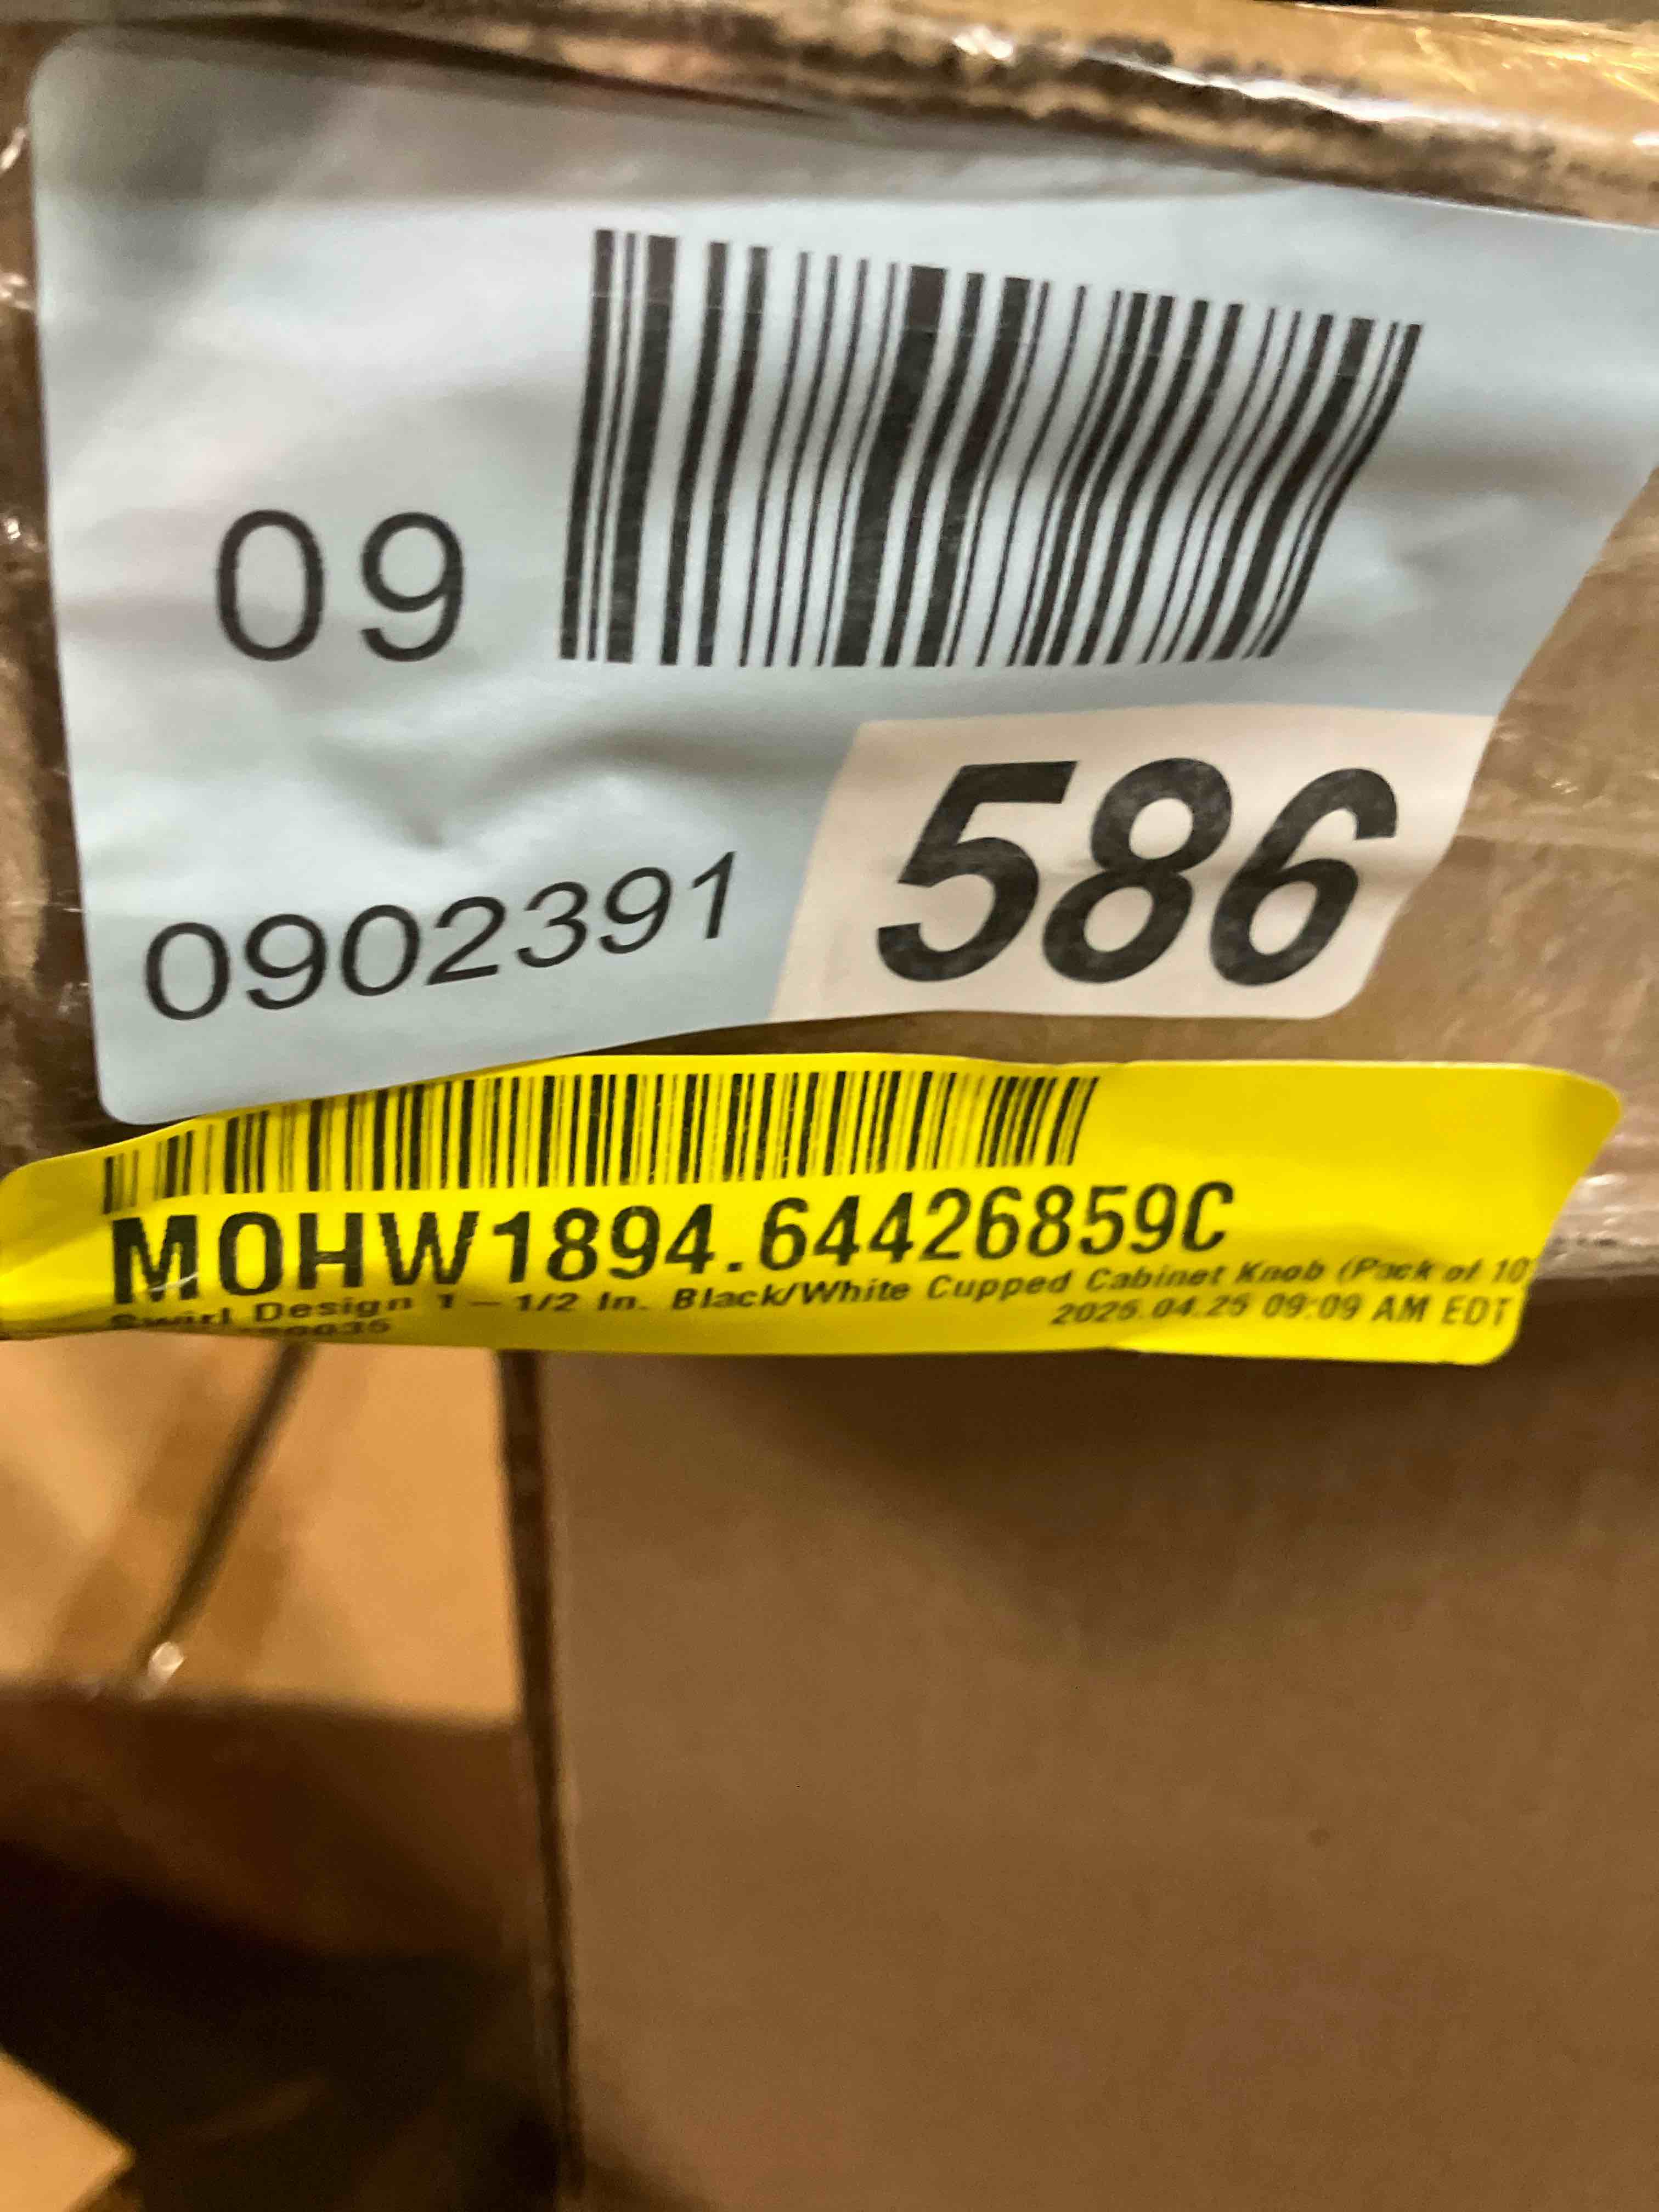 09
0902391 586
MOHW1894.64426859C
Swirl Design 1 - 1/2 In. Black/White Cupped Cabinet Knob (Pack of 10
2025.04.25 09:09 AM EDT